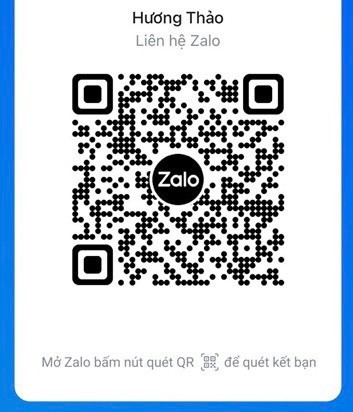 Hương Thảo
Liên hệ Zalo
Zalo
Mở Zalo bấm nút quét QR để quét kết bạn